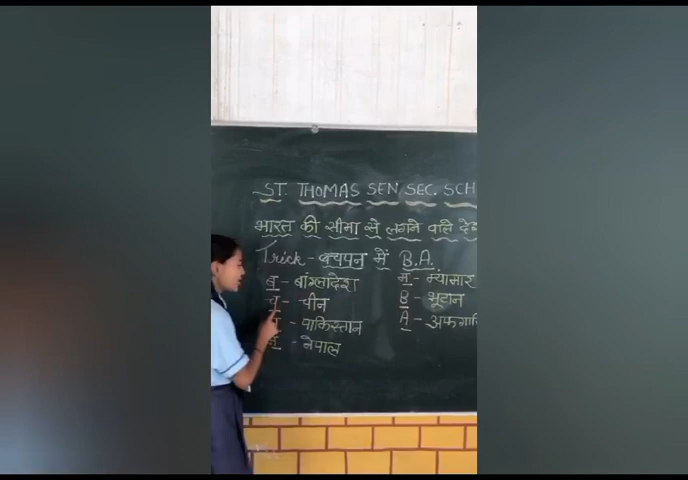 ST. THOMAS SEN SEC. SCH
भारत की सीमा से लगने वाले देश
Trick - बचपन में B.A.
ब - बांग्लादेश म - म्यांमार
च - चीन B - भूटान
- पाकिस्तान A - अफगानि
न - नेपाल